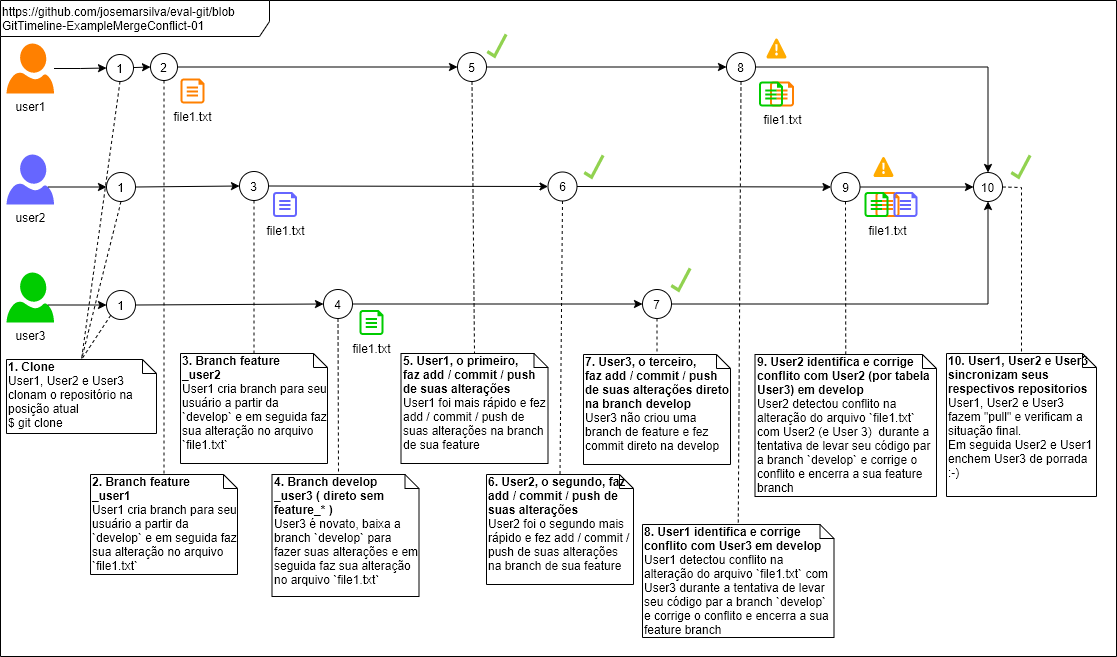 https://github.com/josemarsilva/eval-git/blob
GitTimeline-ExampleMergeConflict-01
user1
1
2
file1.txt
5
8
file1.txt
user2
1
3
file1.txt
6
9
file1.txt
10
user3
1
4
file1.txt
7
1. Clone
User1, User2 e User3
clonam o repositório na
posição atual
$ git clone
2. Branch feature
_user1
User1 cria branch para seu
usuário a partir da
`develop` e em seguida faz
sua alteração no arquivo
`file1.txt`
3. Branch feature
_user2
User1 cria branch para seu
usuário a partir da
`develop` e em seguida faz
sua alteração no arquivo
`file1.txt`
4. Branch develop
_user3 ( direto sem
feature_* )
User3 é novato, baixa a
branch `develop` para
fazer suas alterações e em
seguida faz sua alteração
no arquivo `file1.txt`
5. User1, o primeiro,
faz add / commit / push
de suas alterações
User1 foi mais rápido e fez
add / commit / push de
suas alterações na branch
de sua feature
6. User2, o segundo, faz
add / commit / push de
suas alterações
User2 foi o segundo mais
rápido e fez add / commit /
push de suas alterações
na branch de sua feature
7. User3, o terceiro,
faz add / commit / push
de suas alterações direto
na branch develop
User3 não criou uma
branch de feature e fez
commit direto na develop
8. User1 identifica e corrige
conflito com User3 em develop
User1 detectou conflito na
alteração do arquivo `file1.txt` com
User3 durante a tentativa de levar
seu código par a branch `develop` e
e corrige o conflito e encerra a sua
feature branch
9. User2 identifica e corrige
conflito com User2 (por tabela
User3) em develop
User2 detectou conflito na
alteração do arquivo `file1.txt`
com User2 (e User 3) durante a
tentativa de levar seu código par
a branch `develop` e corrige o
conflito e encerra a sua feature
branch
10. User1, User2 e User3
sincronizam seus
respectivos repositorios
User1, User2 e User3
fazem "pull" e verificam a
situação final.
Em seguida User2 e User1
enchem User3 de porrada
:-)